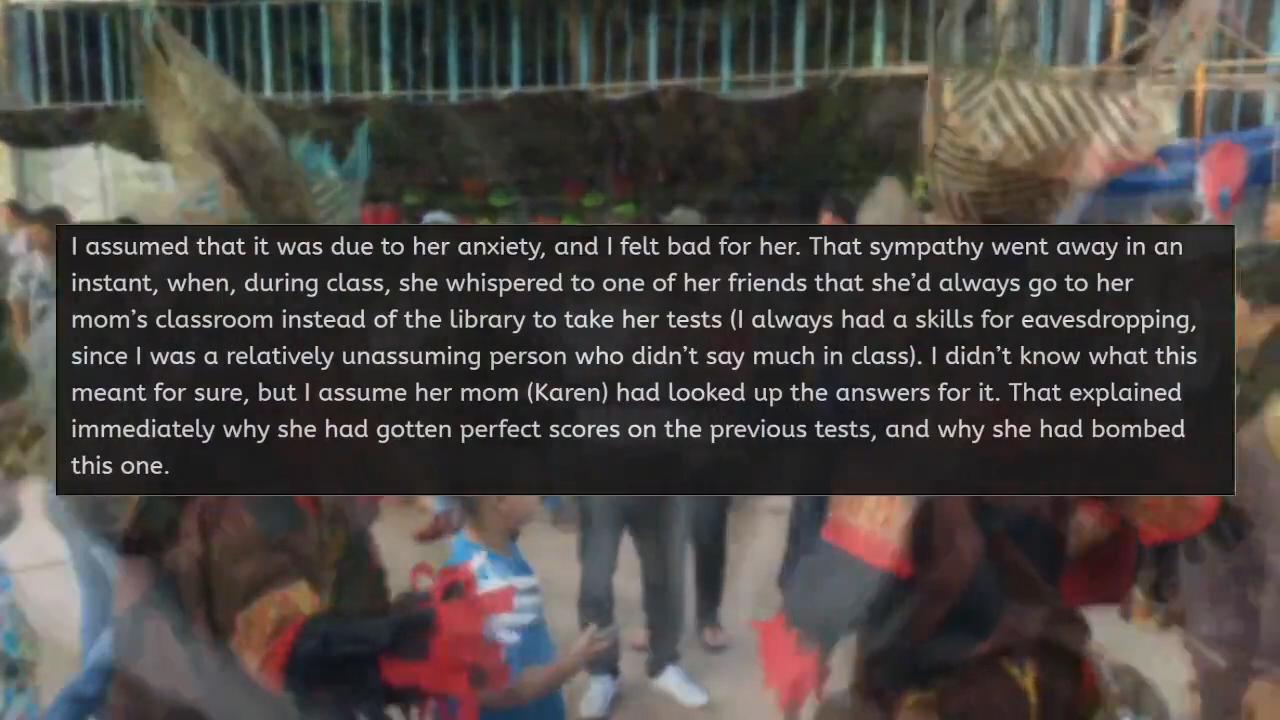 I assumed that it was due to her anxiety, and I felt bad for her. That sympathy went away in an
instant, when, during class, she whispered to one of her friends that she’d always go to her
mom’s classroom instead of the library to take her tests (I always had a skills for eavesdropping,
since I was a relatively unassuming person who didn’t say much in class). I didn’t know what this
meant for sure, but I assume her mom (Karen) had looked up the answers for it. That explained
immediately why she had gotten perfect scores on the previous tests, and why she had bombed
this one.